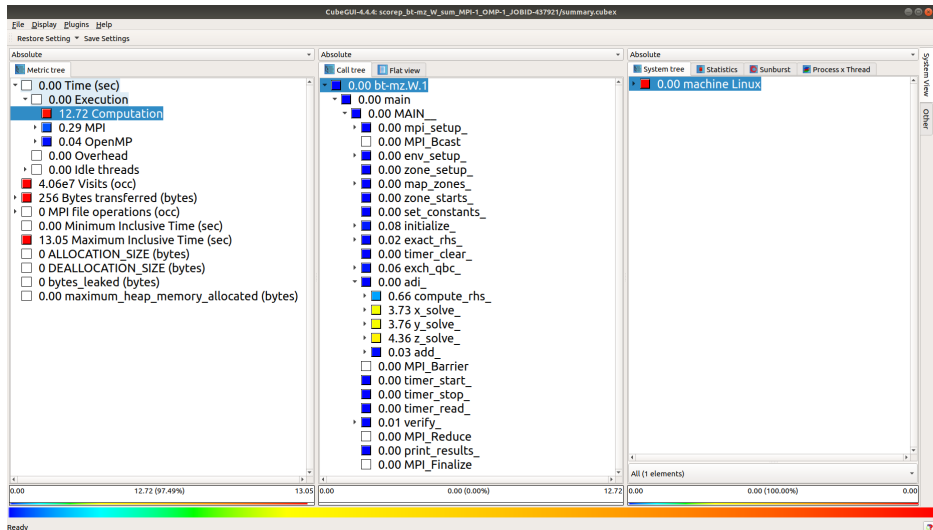 CubeGUI-4.4.4: scorep_bt-mz_W_sum_MPI-1_OMP-1_JOBID-437921/summary.cubex
File Display Plugins Help
Restore Setting Save Settings
Absolute
Metric tree
0.00 Time (sec)
0.00 Execution
12.72 Computation
0.29 MPI
0.04 OpenMP
0.00 Overhead
0.00 Idle threads
4.06e7 Visits (occ)
256 Bytes transferred (bytes)
0 MPI file operations (occ)
0.00 Minimum Inclusive Time (sec)
13.05 Maximum Inclusive Time (sec)
0 ALLOCATION_SIZE (bytes)
0 DEALLOCATION_SIZE (bytes)
0 bytes_leaked (bytes)
0.00 maximum_heap_memory_allocated (bytes)
0.00 12.72 (97.49%) 13.05
Absolute
Call tree Flat view
0.00 bt-mz.W.1
0.00 main
0.00 MAIN__
0.00 mpi_setup_
0.00 MPI_Bcast
0.00 env_setup_
0.00 zone_setup_
0.00 map_zones_
0.00 zone_starts_
0.00 set_constants_
0.08 initialize_
0.02 exact_rhs_
0.00 timer_clear_
0.06 exch_qbc_
0.00 adi_
0.66 compute_rhs_
3.73 x_solve_
3.76 y_solve_
4.36 z_solve_
0.03 add_
0.00 MPI_Barrier
0.00 timer_start_
0.00 timer_stop_
0.00 timer_read_
0.01 verify_
0.00 MPI_Reduce
0.00 print_results_
0.00 MPI_Finalize
0.00 0.00 (0.00%) 12.72
Absolute
System tree Statistics Sunburst Process x Thread
0.00 machine Linux
All (1 elements)
0.00 0.00 (100.00%) 0.00
System View
Other
Ready